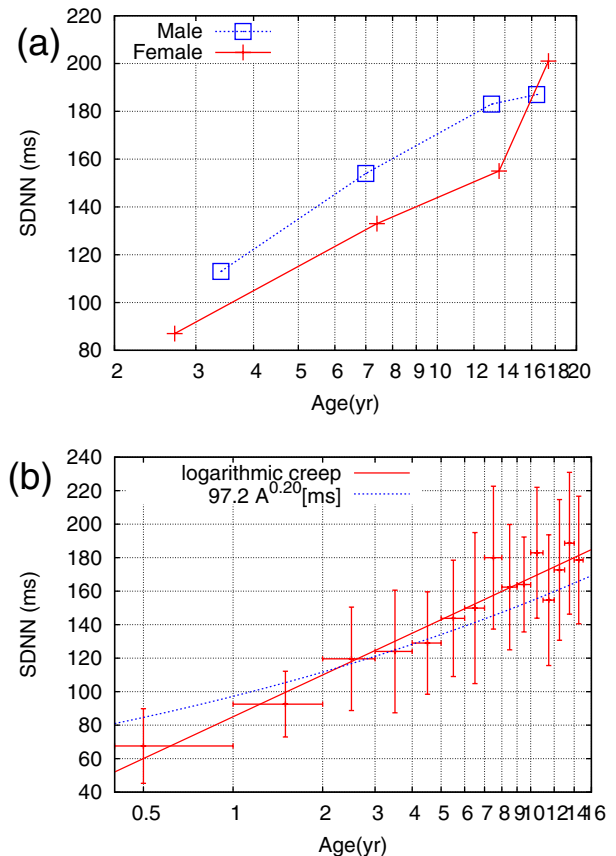 (a)
Male
Female
220
200
180
160
140
120
100
80
SDNN (ms)
2 3 4 5 6 7 8 9 10 12 14 16 18 20
Age(yr)
(b)
logarithmic creep
97.2 A^0.20[ms]
240
220
200
180
160
140
120
100
80
60
40
SDNN (ms)
0.5 1 2 3 4 5 6 7 8 9 10 12 14 16
Age(yr)